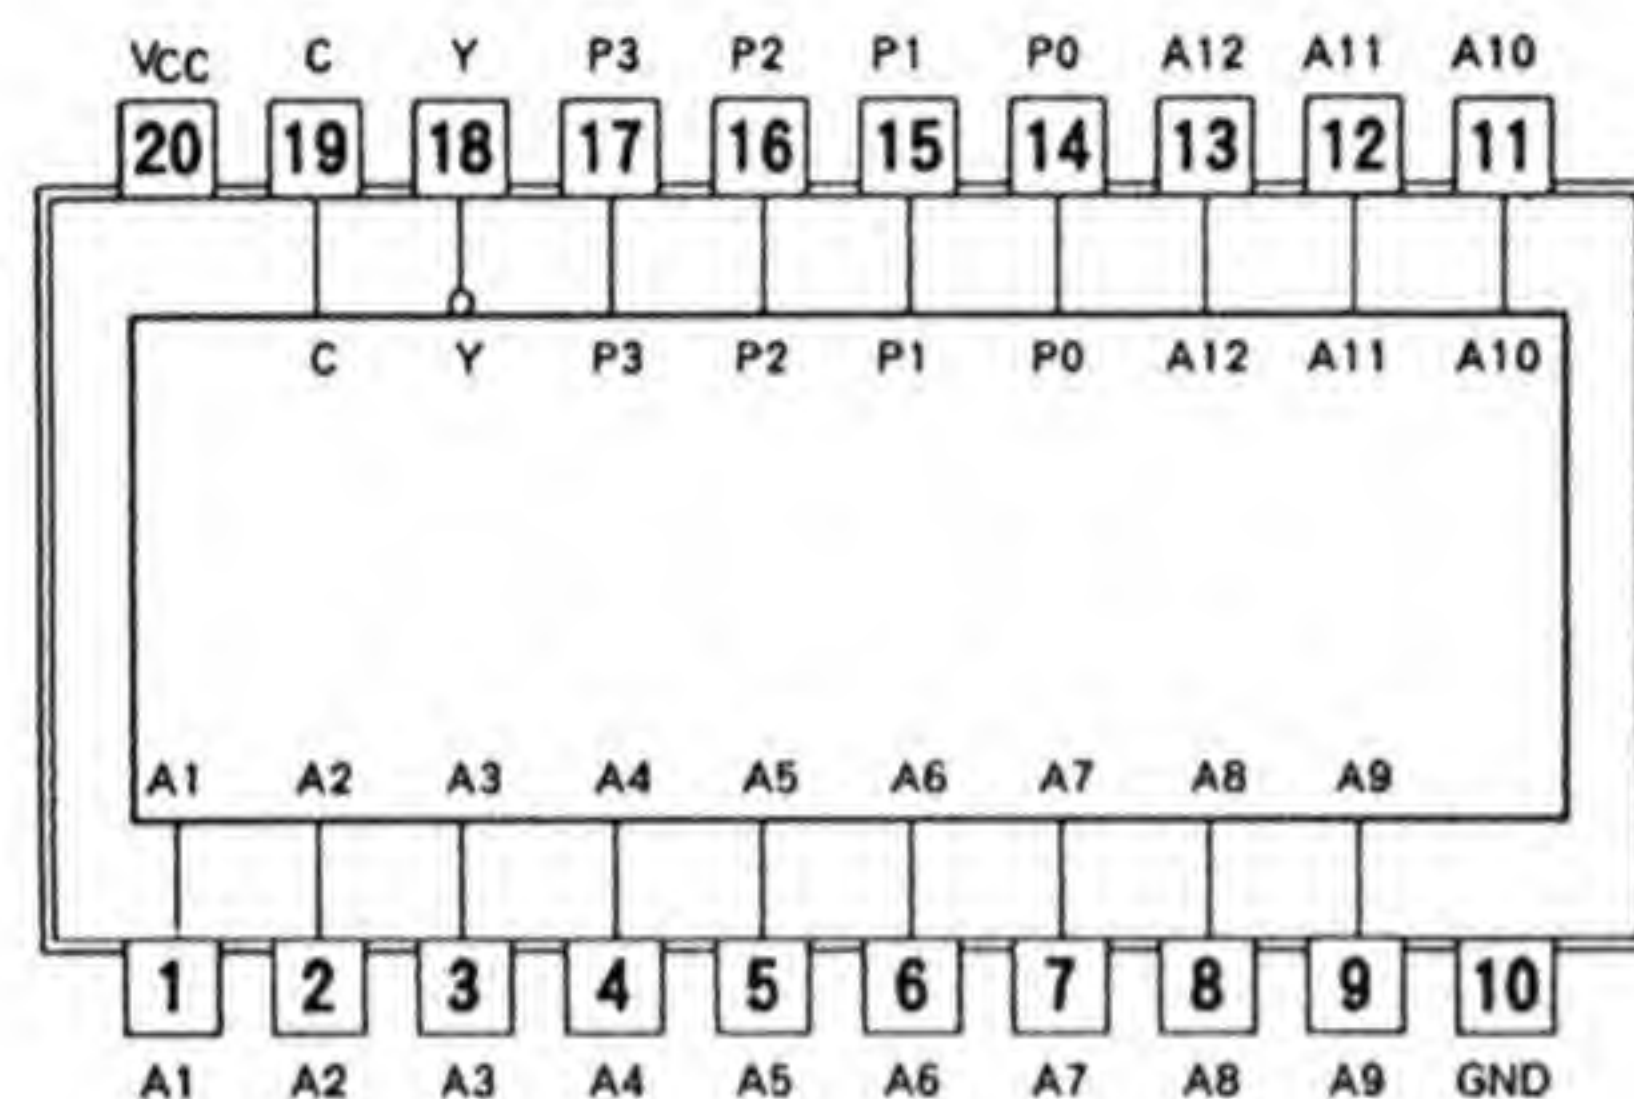 VCC C Y P3 P2 P1 P0 A12 A11 A10
20 19 18 17 16 15 14 13 12 11
C Y P3 P2 P1 P0 A12 A11 A10
A1 A2 A3 A4 A5 A6 A7 A8 A9
1 2 3 4 5 6 7 8 9 10
A1 A2 A3 A4 A5 A6 A7 A8 A9 GND